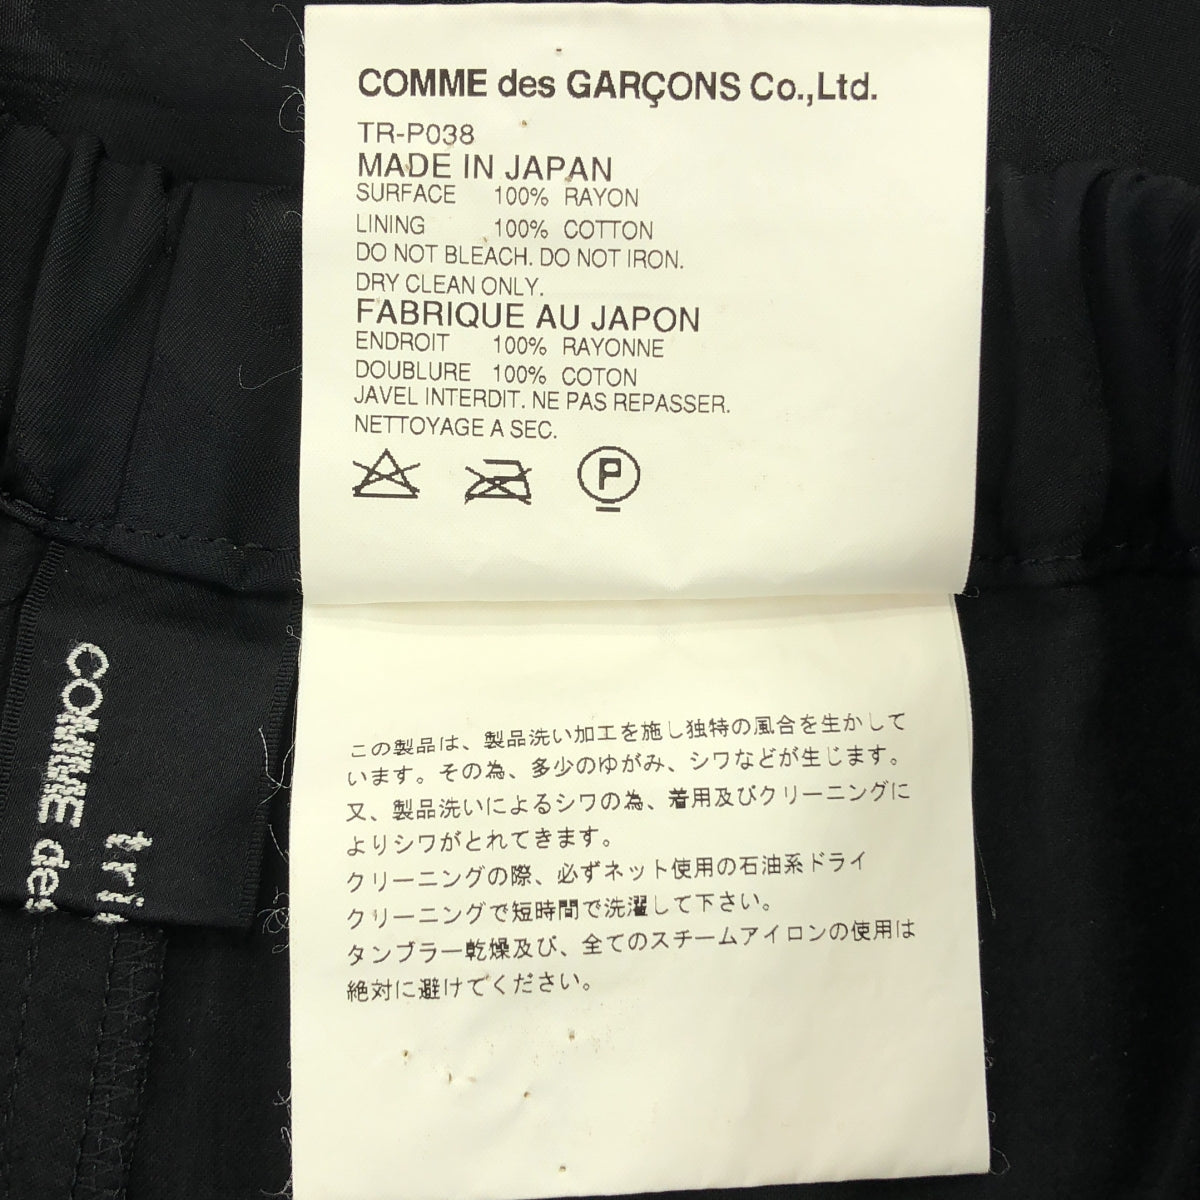 COMME des GARÇONS Co.,Ltd.
TR-P038
MADE IN JAPAN
SURFACE 100% RAYON
LINING 100% COTTON
DO NOT BLEACH. DO NOT IRON.
DRY CLEAN ONLY.
FABRIQUE AU JAPON
ENDROIT 100% RAYONNE
DOUBLURE 100% COTON
JAVEL INTERDIT. NE PAS REPASSER.
NETTOYAGE A SEC.
P
この製品は、製品洗い加工を施し独特の風合を生かして
います。その為、多少のゆがみ、シワなどが生じます。
又、製品洗いによるシワの為、着用及びクリーニングに
よりシワがとれてきます。
クリーニングの際、必ずネット使用の石油系ドライ
クリーニングで短時間で洗濯して下さい。
タンブラー乾燥及び、全てのスチームアイロンの使用は
絶対に避けてください。
tri
COMME des